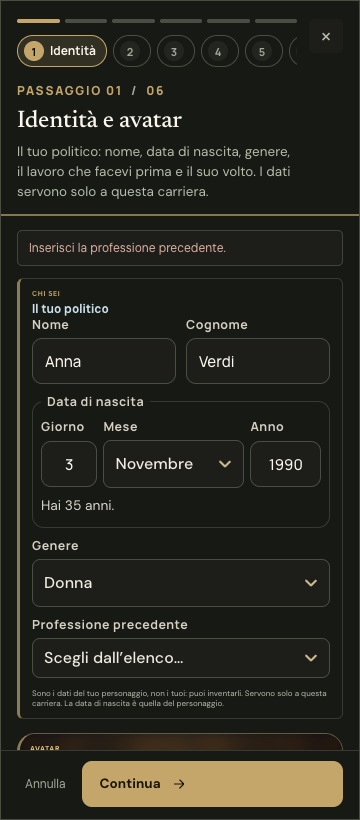 1 Identità 2 3 4 5
PASSAGGIO 01 / 06
Identità e avatar
Il tuo politico: nome, data di nascita, genere,
il lavoro che facevi prima e il suo volto. I dati
servono solo a questa carriera.
Inserisci la professione precedente.
CHI SEI
Il tuo politico
Nome Cognome
Anna Verdi
Data di nascita
Giorno Mese Anno
3 Novembre 1990
Hai 35 anni.
Genere
Donna
Professione precedente
Scegli dall’elenco…
Sono i dati del tuo personaggio, non i tuoi: puoi inventarli. Servono solo a questa
carriera. La data di nascita è quella del personaggio.
AVATAR
Annulla Continua →